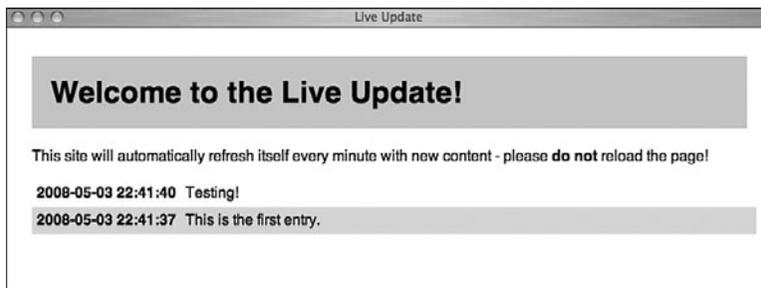 Live Update
Welcome to the Live Update!
This site will automatically refresh itself every minute with new content - please do not reload the page!
2008-05-03 22:41:40 Testing!
2008-05-03 22:41:37 This is the first entry.